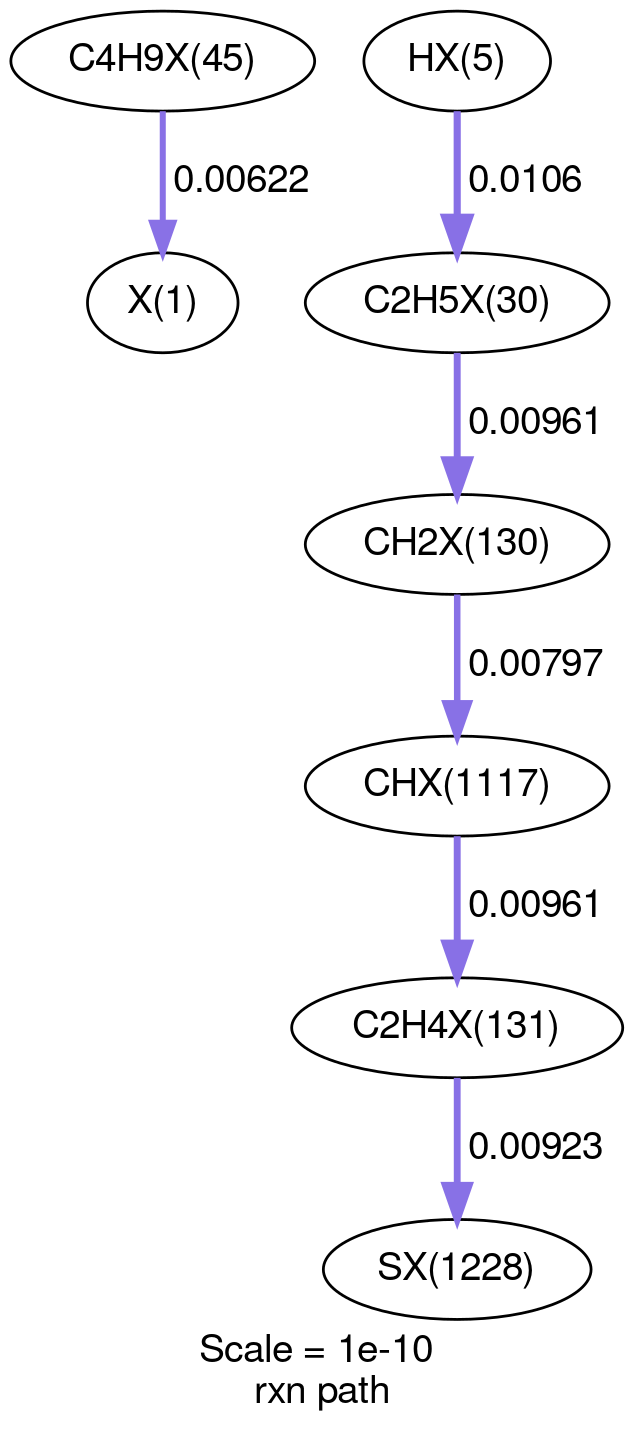 C4H9X(45)
HX(5)
0.00622
0.0106
X(1)
C2H5X(30)
0.00961
CH2X(130)
0.00797
CHX(1117)
0.00961
C2H4X(131)
0.00923
SX(1228)
Scale = 1e-10
rxn path